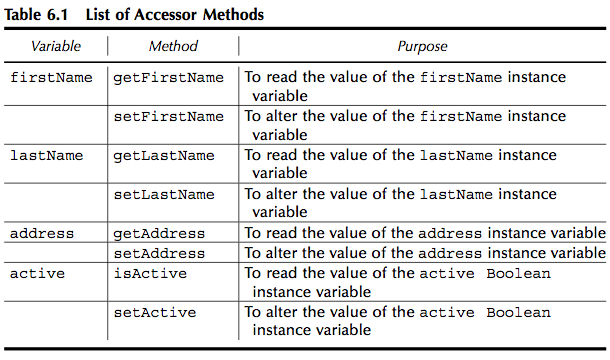 Table 6.1 List of Accessor Methods
Variable Method Purpose
firstName getFirstName To read the value of the firstName instance
variable
setFirstName To alter the value of the firstName instance
variable
lastName getLastName To read the value of the lastName instance
variable
setLastName To alter the value of the lastName instance
variable
address getAddress To read the value of the address instance variable
setAddress To alter the value of the address instance variable
active isActive To read the value of the active Boolean
instance variable
setActive To alter the value of the active Boolean
instance variable